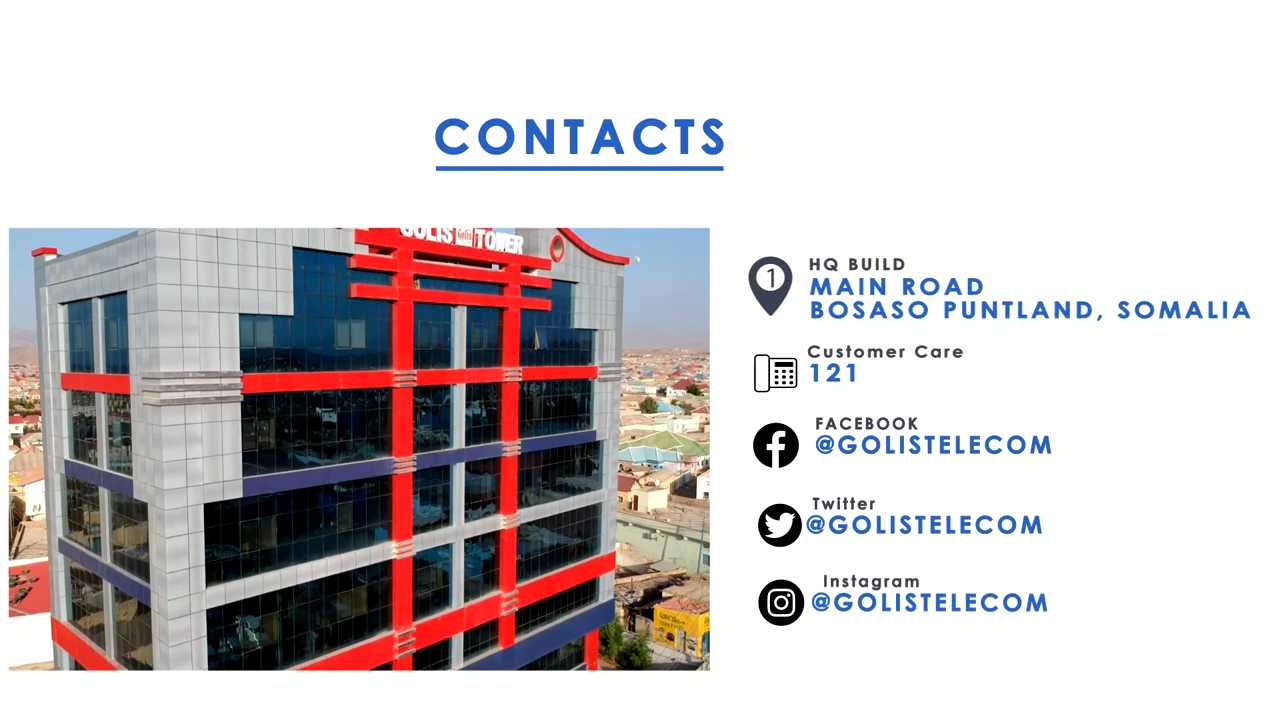 CONTACTS
GOLIS Golis TOWER
HQ BUILD
1
MAIN ROAD
BOSASO PUNTLAND, SOMALIA
Customer Care
121
FACEBOOK
@GOLISTELECOM
Twitter
@GOLISTELECOM
Instagram
@GOLISTELECOM